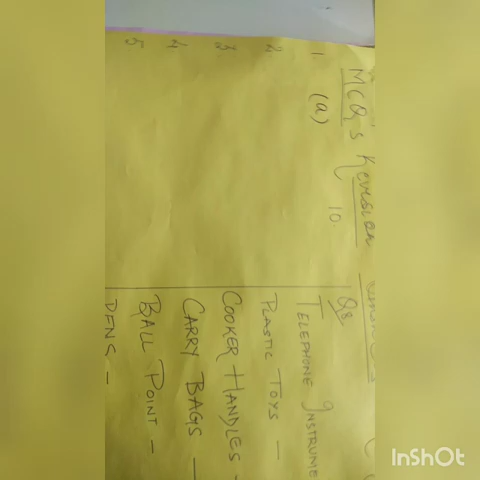 MCQ's Revision
1 (a) 10.
2
3
4
5
Q8
TELEPHONE INSTRUME
PLASTIC TOYS –
COOKER HANDLES -
CARRY BAGS –
BALL POINT –
PENS –
InShOt